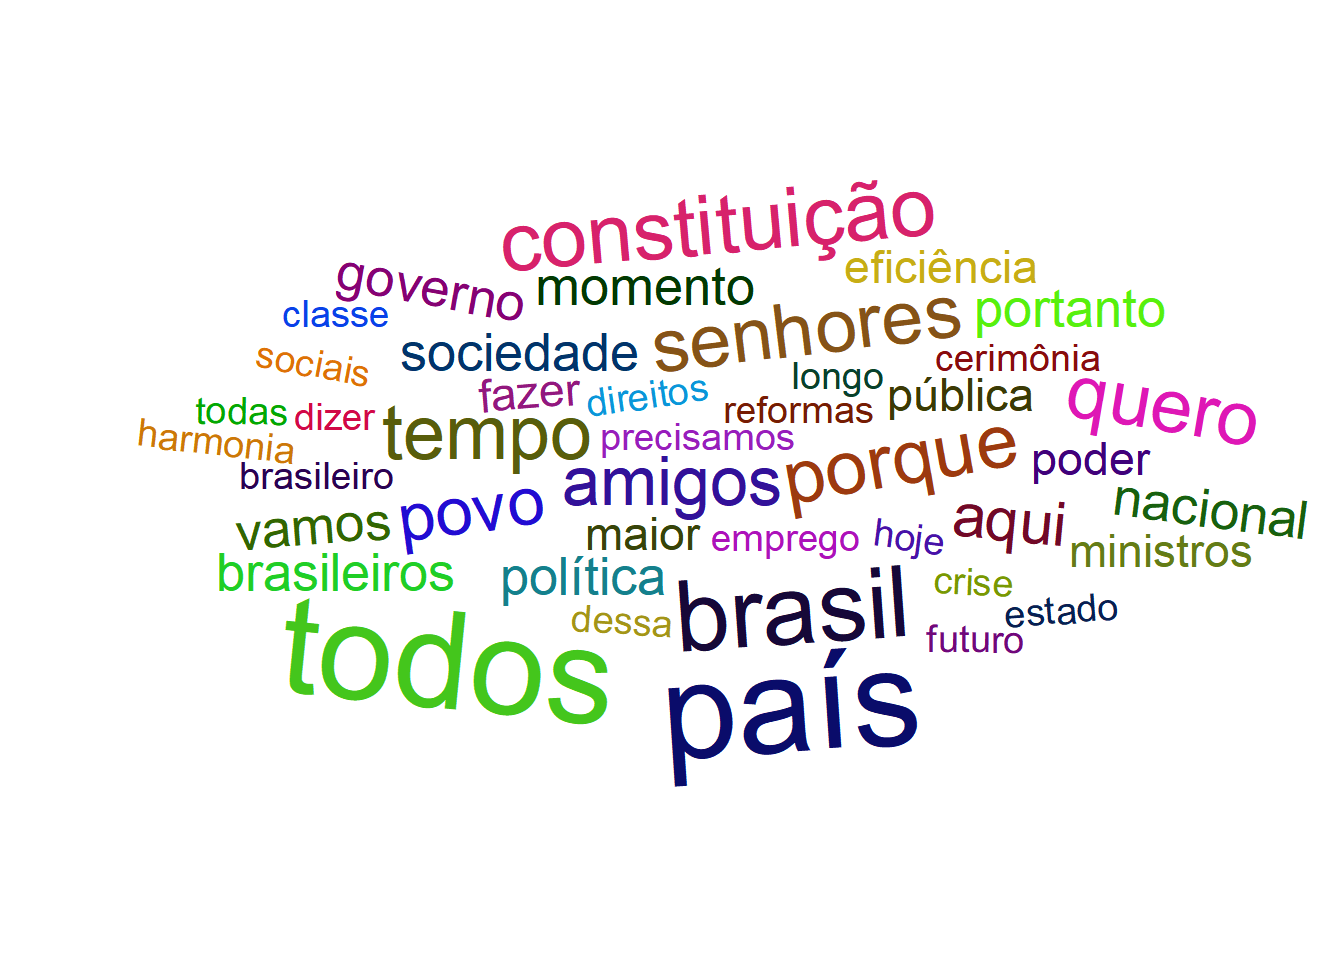 constituição
governo
momento
eficiência
classe
senhores
portanto
sociedade
sociais
cerimônia
longo
fazer
direitos
pública
quero
todas
dizer
tempo
reformas
harmonia
precisamos
porque
brasileiro
amigos
poder
povo
nacional
vamos
maior
emprego
hoje
aqui
ministros
brasileiros
política
brasil
crise
estado
dessa
futuro
todos
país